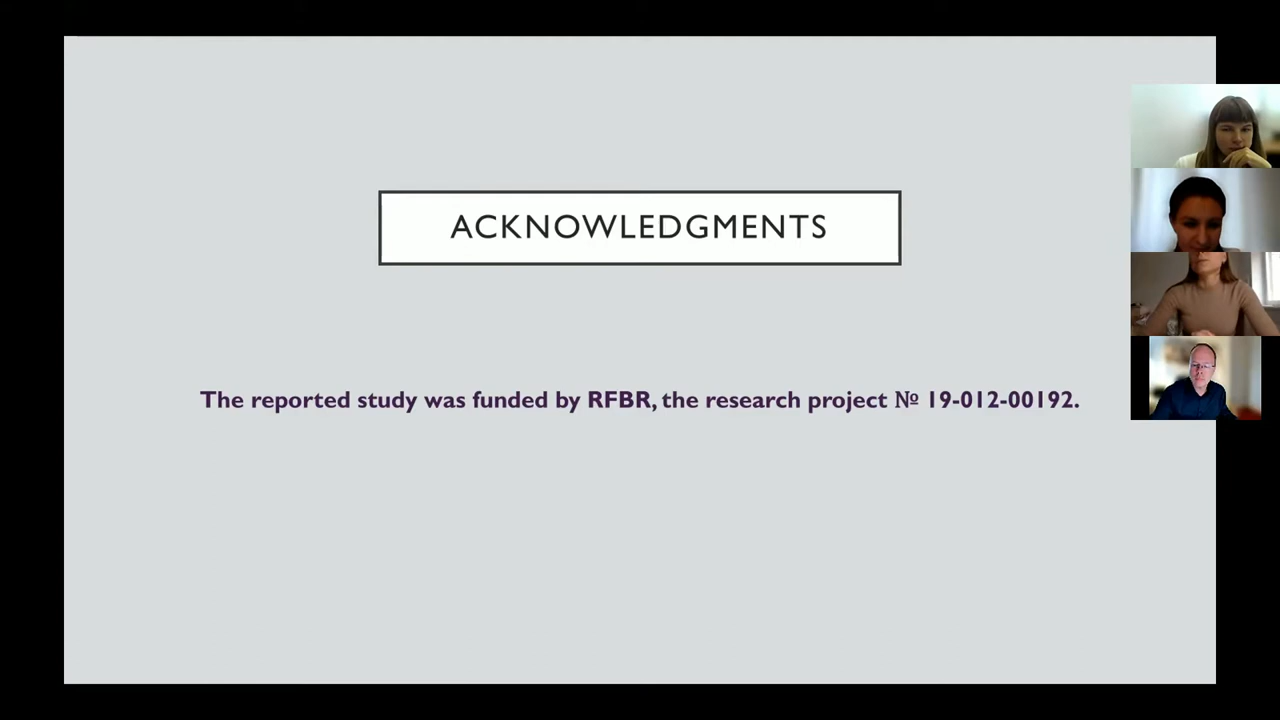 ACKNOWLEDGMENTS
The reported study was funded by RFBR, the research project № 19-012-00192.